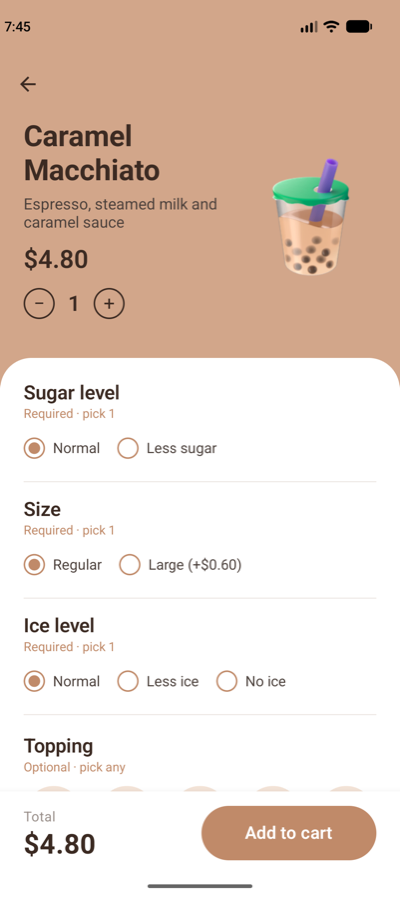 7:45
Caramel
Macchiato
Espresso, steamed milk and
caramel sauce
$4.80
− 1 +
Sugar level
Required · pick 1
Normal Less sugar
Size
Required · pick 1
Regular Large (+$0.60)
Ice level
Required · pick 1
Normal Less ice No ice
Topping
Optional · pick any
Total
$4.80
Add to cart